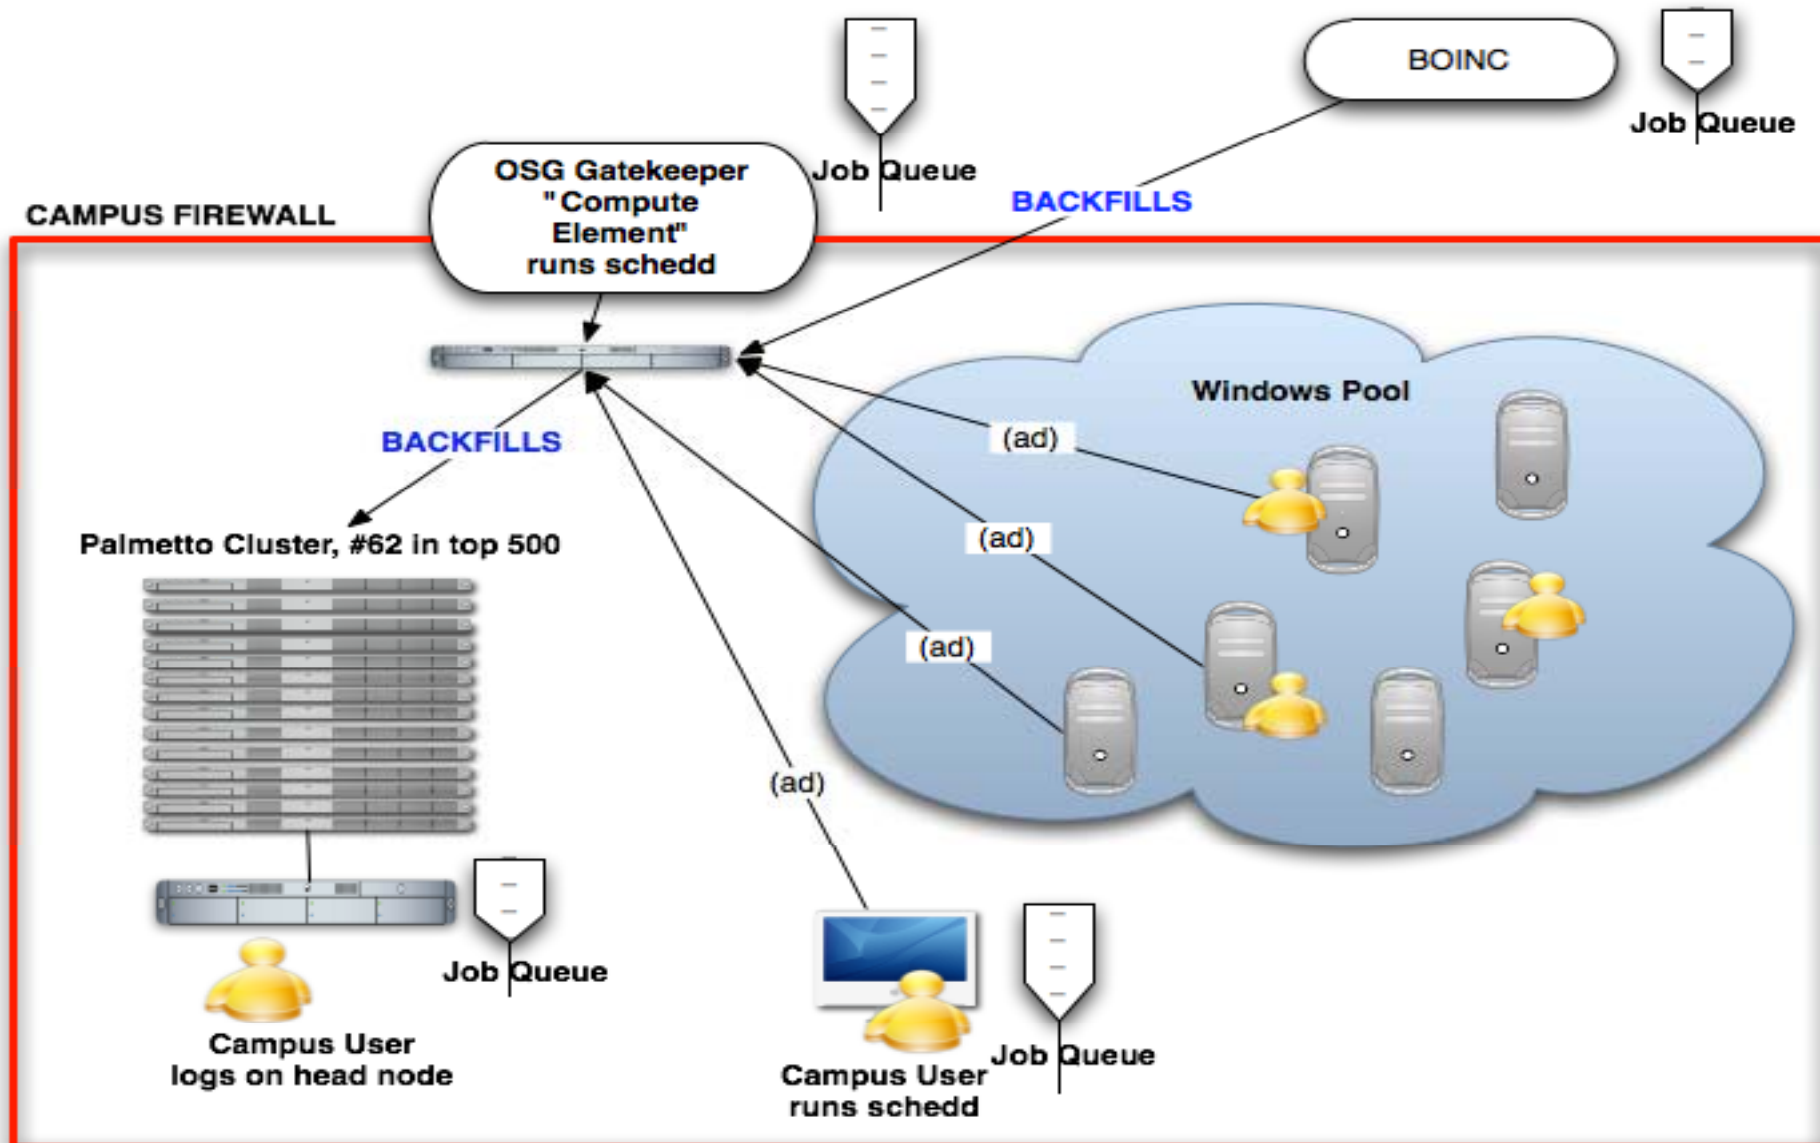 BOINC
Job Queue
OSG Gatekeeper
"Compute
Element"
runs schedd
Job Queue
BACKFILLS
CAMPUS FIREWALL
Windows Pool
(ad)
BACKFILLS
(ad)
Palmetto Cluster, #62 in top 500
(ad)
(ad)
Job Queue
Campus User
logs on head node
Job Queue
Campus User
runs schedd